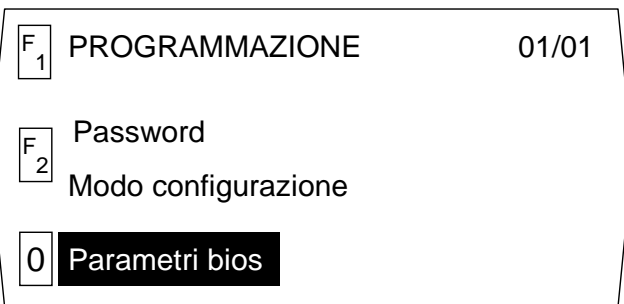 F1 PROGRAMMAZIONE 01/01
Password
F2
Modo configurazione
0 Parametri bios